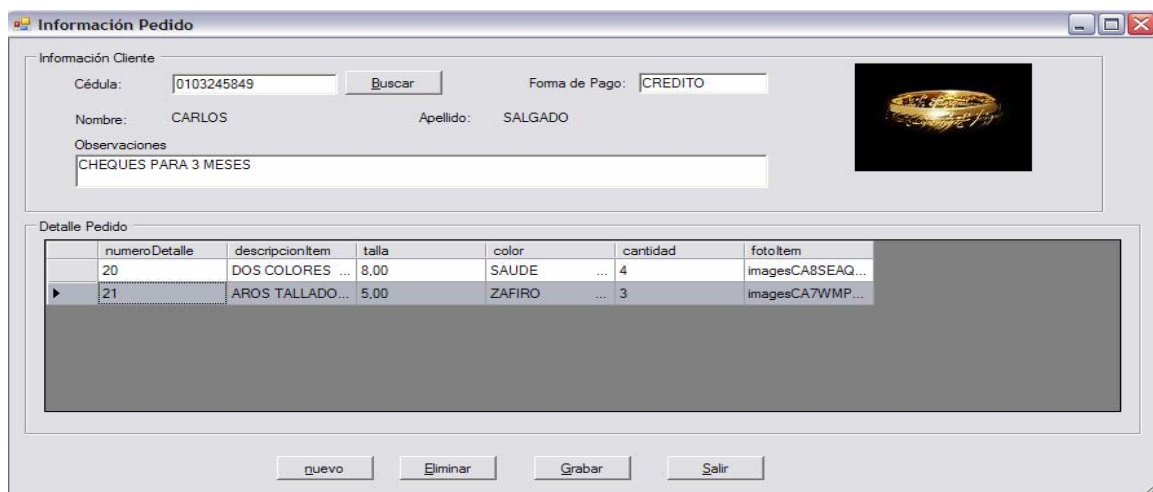 Información Pedido
Información Cliente
Cédula: 0103245849 Buscar Forma de Pago: CREDITO
Nombre: CARLOS Apellido: SALGADO
Observaciones
CHEQUES PARA 3 MESES
Detalle Pedido
numeroDetalle descripcionItem talla color cantidad fotoItem
20 DOS COLORES ... 8,00 SAUDE ... 4 imagesCA8SEAQ...
21 AROS TALLADO... 5,00 ZAFIRO ... 3 imagesCA7WMP...
nuevo Eliminar Grabar Salir